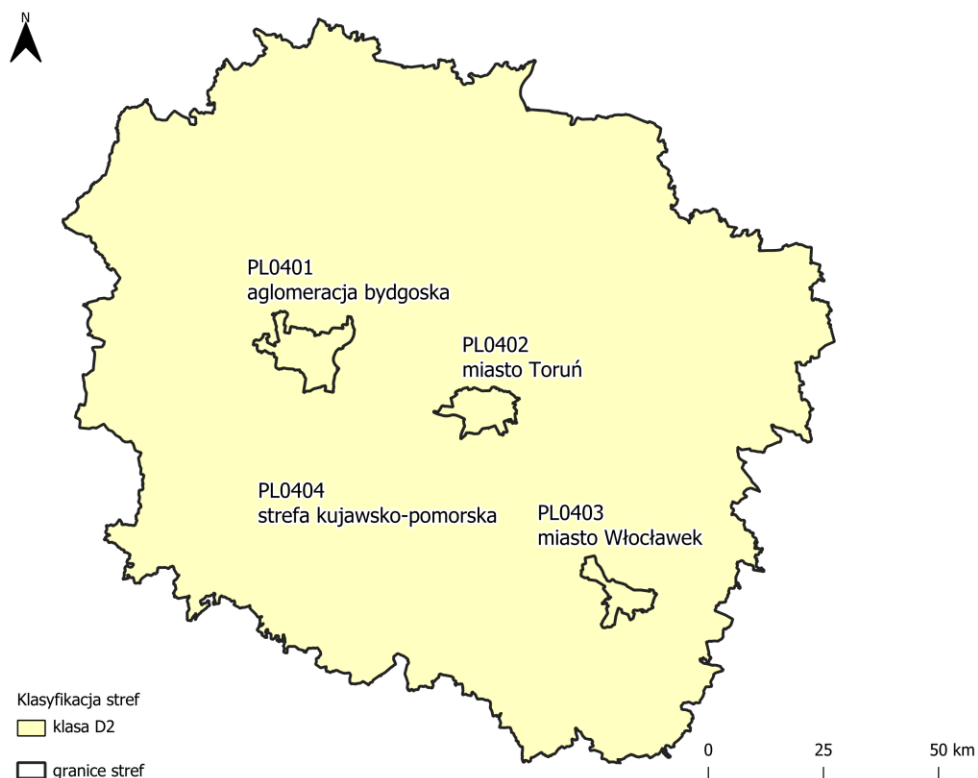 N
PL0401
aglomeracja bydgoska
PL0402
miasto Toruń
PL0404
strefa kujawsko-pomorska
PL0403
miasto Włocławek
Klasyfikacja stref
klasa D2
granice stref
0 25 50 km